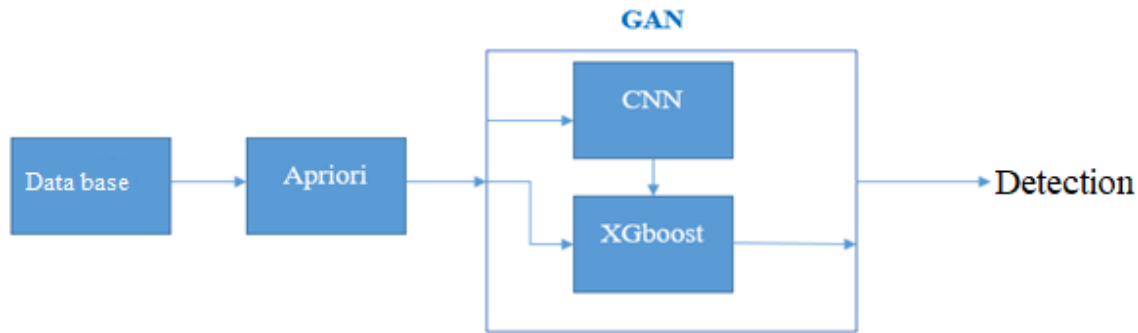 GAN
CNN
Data base
Apriori
XGboost
Detection